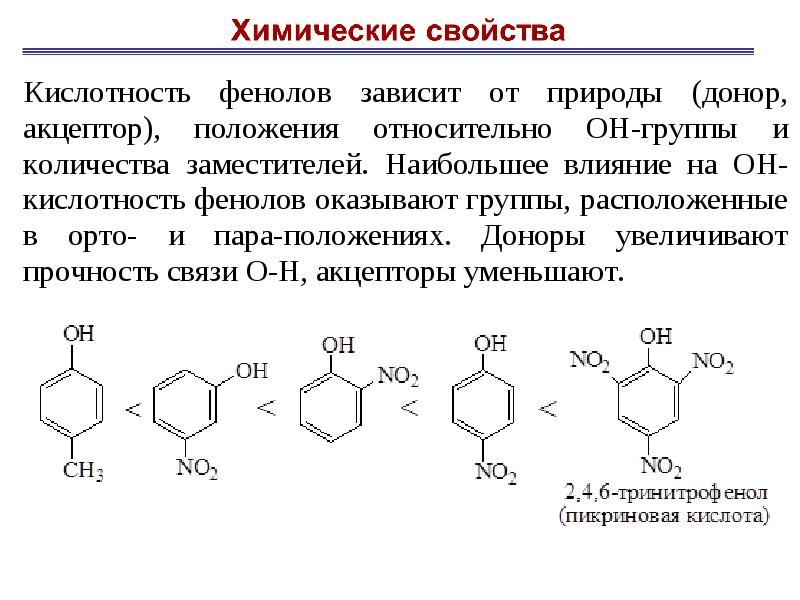 Химические свойства
Кислотность фенолов зависит от природы (донор,
акцептор), положения относительно ОН-группы и
количества заместителей. Наибольшее влияние на ОН-
кислотность фенолов оказывают группы, расположенные
в орто- и пара-положениях. Доноры увеличивают
прочность связи О-Н, акцепторы уменьшают.
OH
CH3
<
OH
NO2
<
OH
NO2
<
OH
NO2
<
OH
NO2
NO2
NO2
2,4,6-тринитрофенол
(пикриновая кислота)